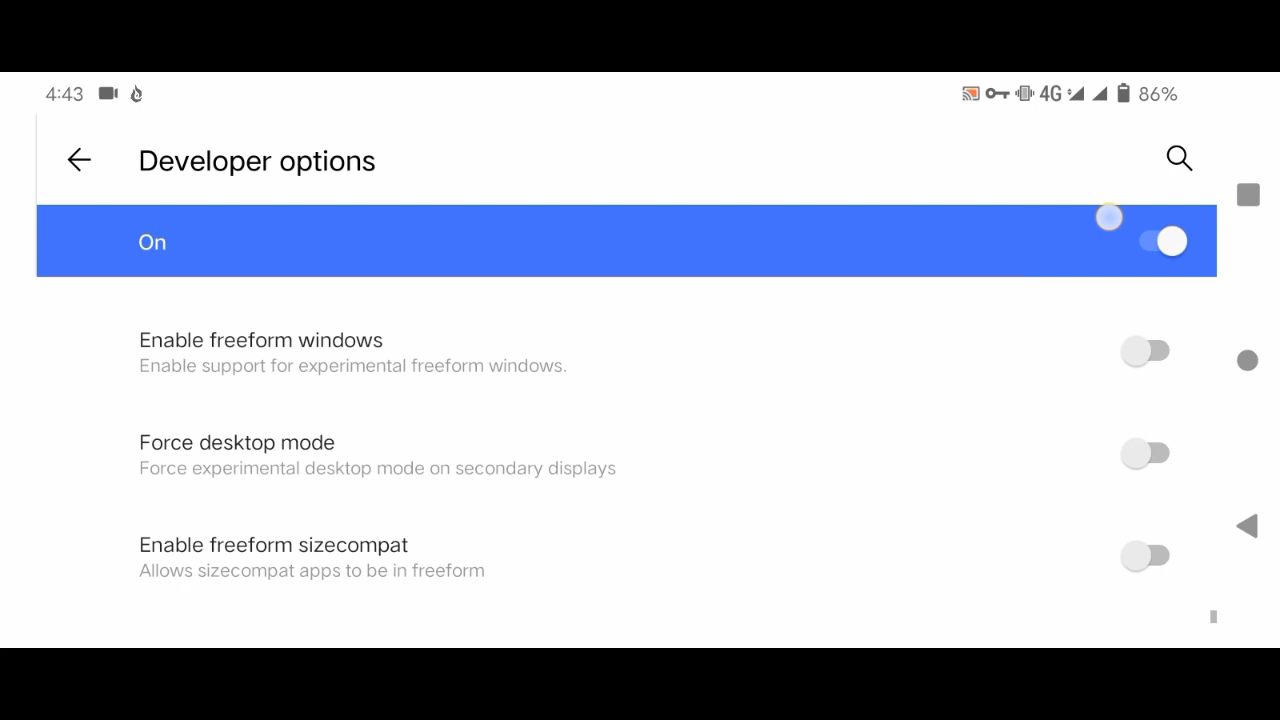 4:43
4G
86%
Developer options
On
Enable freeform windows
Enable support for experimental freeform windows.
Force desktop mode
Force experimental desktop mode on secondary displays
Enable freeform sizecompat
Allows sizecompat apps to be in freeform